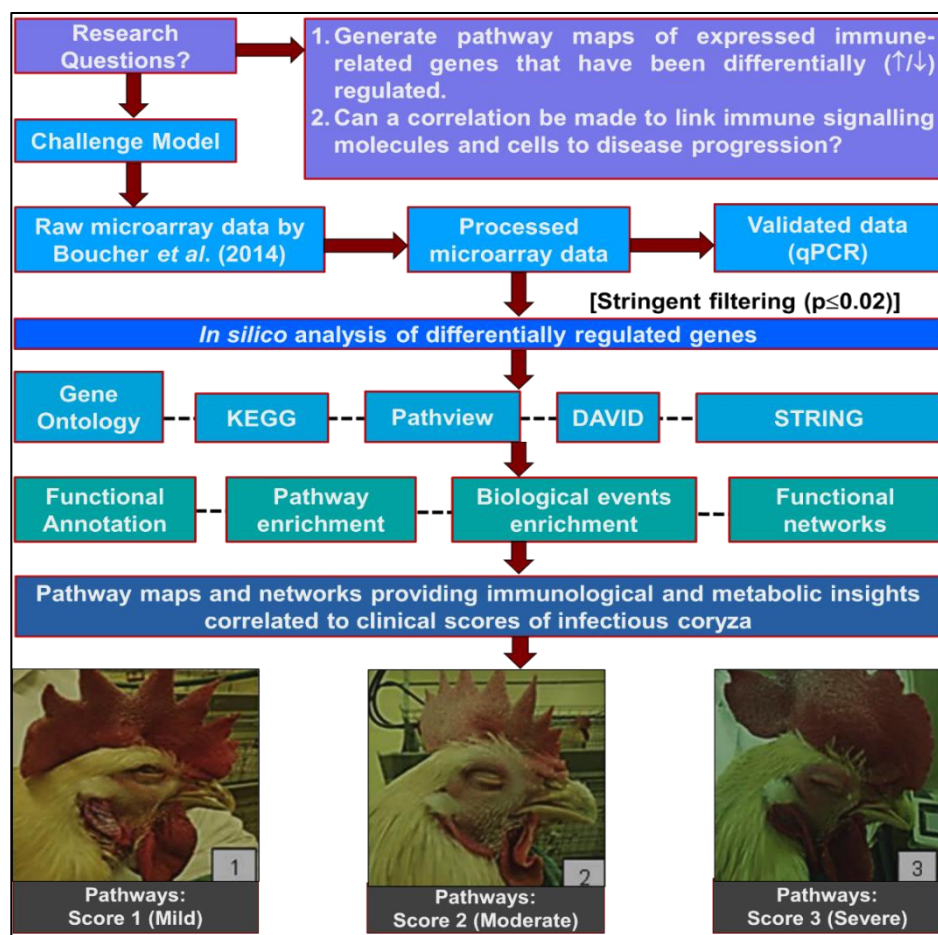 Research
Questions?
1. Generate pathway maps of expressed immune-
related genes that have been differentially (↑/↓)
regulated.
2. Can a correlation be made to link immune signalling
molecules and cells to disease progression?
Challenge Model
Raw microarray data by
Boucher et al. (2014)
Processed
microarray data
Validated data
(qPCR)
[Stringent filtering (p≤0.02)]
In silico analysis of differentially regulated genes
Gene
Ontology
KEGG
Pathview
DAVID
STRING
Functional
Annotation
Pathway
enrichment
Biological events
enrichment
Functional
networks
Pathway maps and networks providing immunological and metabolic insights
correlated to clinical scores of infectious coryza
1
2
3
Pathways:
Score 1 (Mild)
Pathways:
Score 2 (Moderate)
Pathways:
Score 3 (Severe)